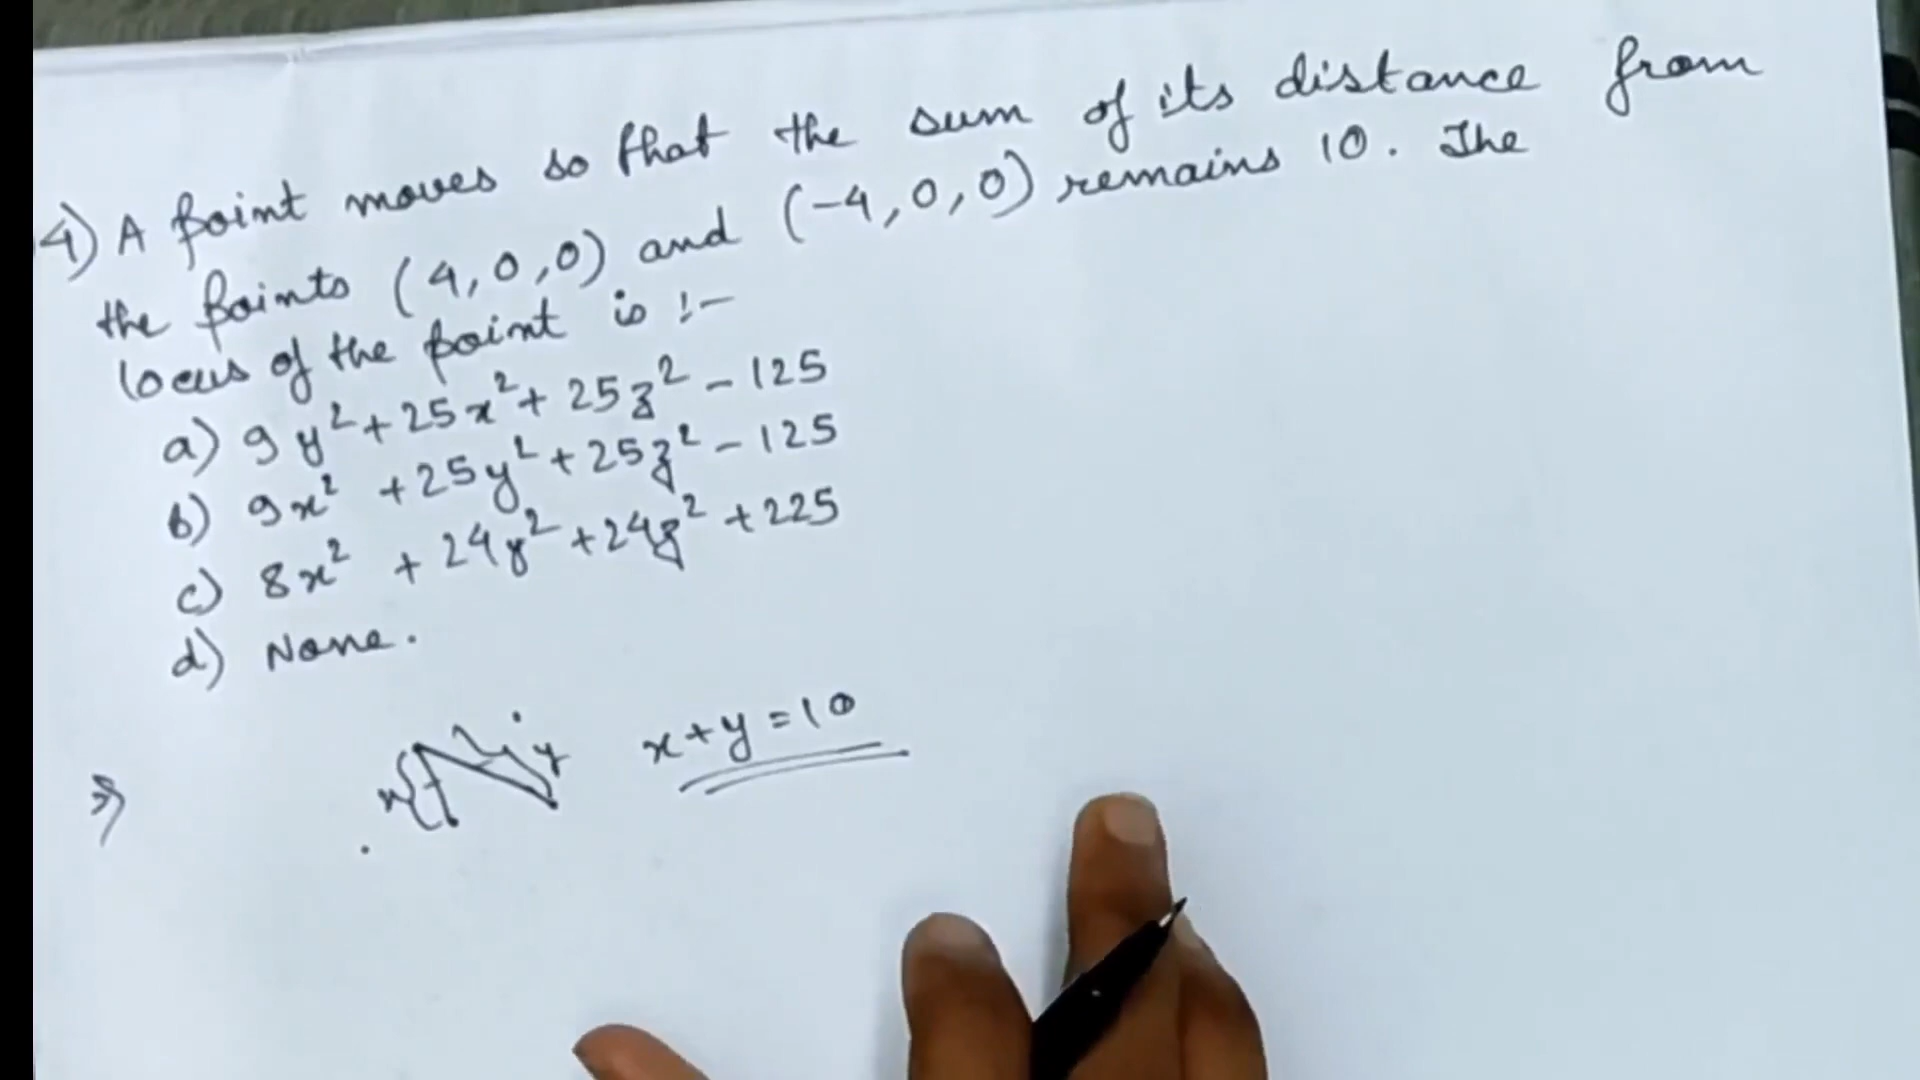 4) A point moves so that the sum of its distance from
the points (4,0,0) and (-4,0,0) remains 10. The
locus of the point is :-
a) 9y² + 25x² + 25z² - 125
b) 9x² + 25y² + 25z² - 125
c) 8x² + 24y² + 24z² + 225
d) None.
⇒ x y x+y=10